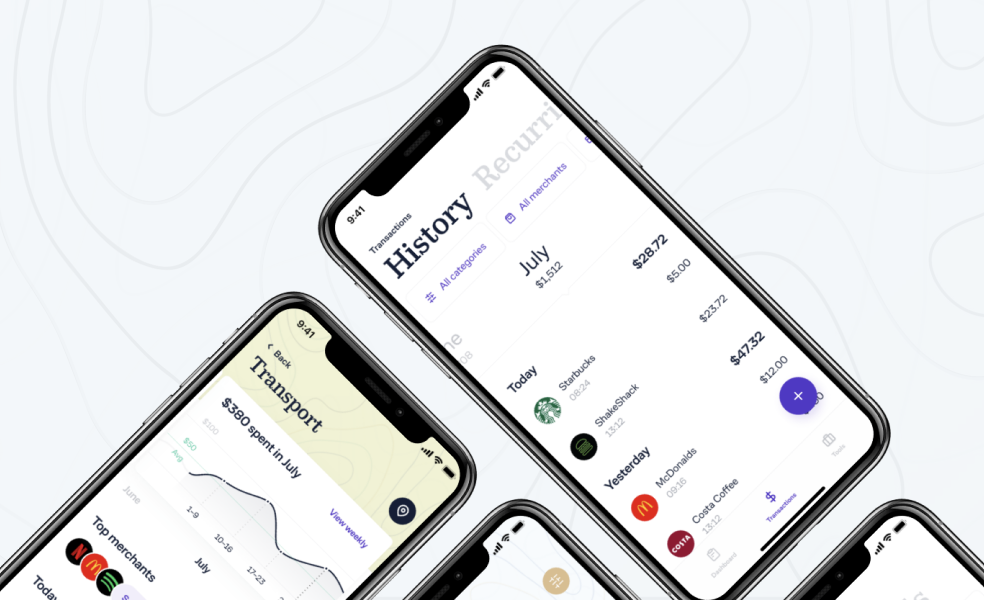 9:41
Transactions
History
All categories
All merchants
July
$1,512
Today
$28.72
Starbucks
08:24
$5.00
ShakeShack
13:12
$23.72
Yesterday
$47.32
McDonalds
09:16
$12.00
Costa Coffee
13:12
COSTA
Dashboard
Transactions
Tools
9:41
Back
Transport
$380 spent in July
View weekly
$100
$50
Avg
1–9
10–16
17–23
June
July
Top merchants